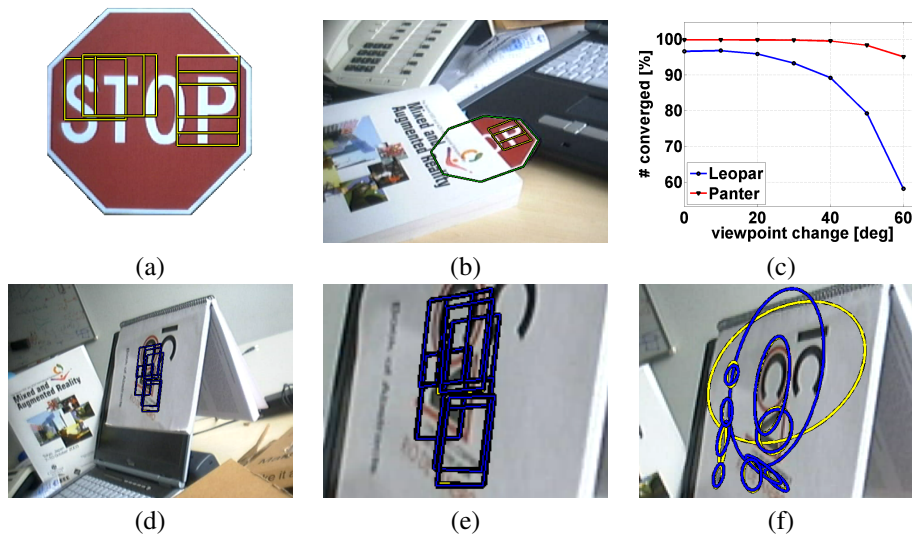 STOP
P
Mixed and
Augmented Reality
(a)
(b)
# converged [%]
100
90
80
70
60
Leopar
Panter
0
20
40
60
viewpoint change [deg]
(c)
Mixed and
Augmented Reality
(d)
(e)
(f)